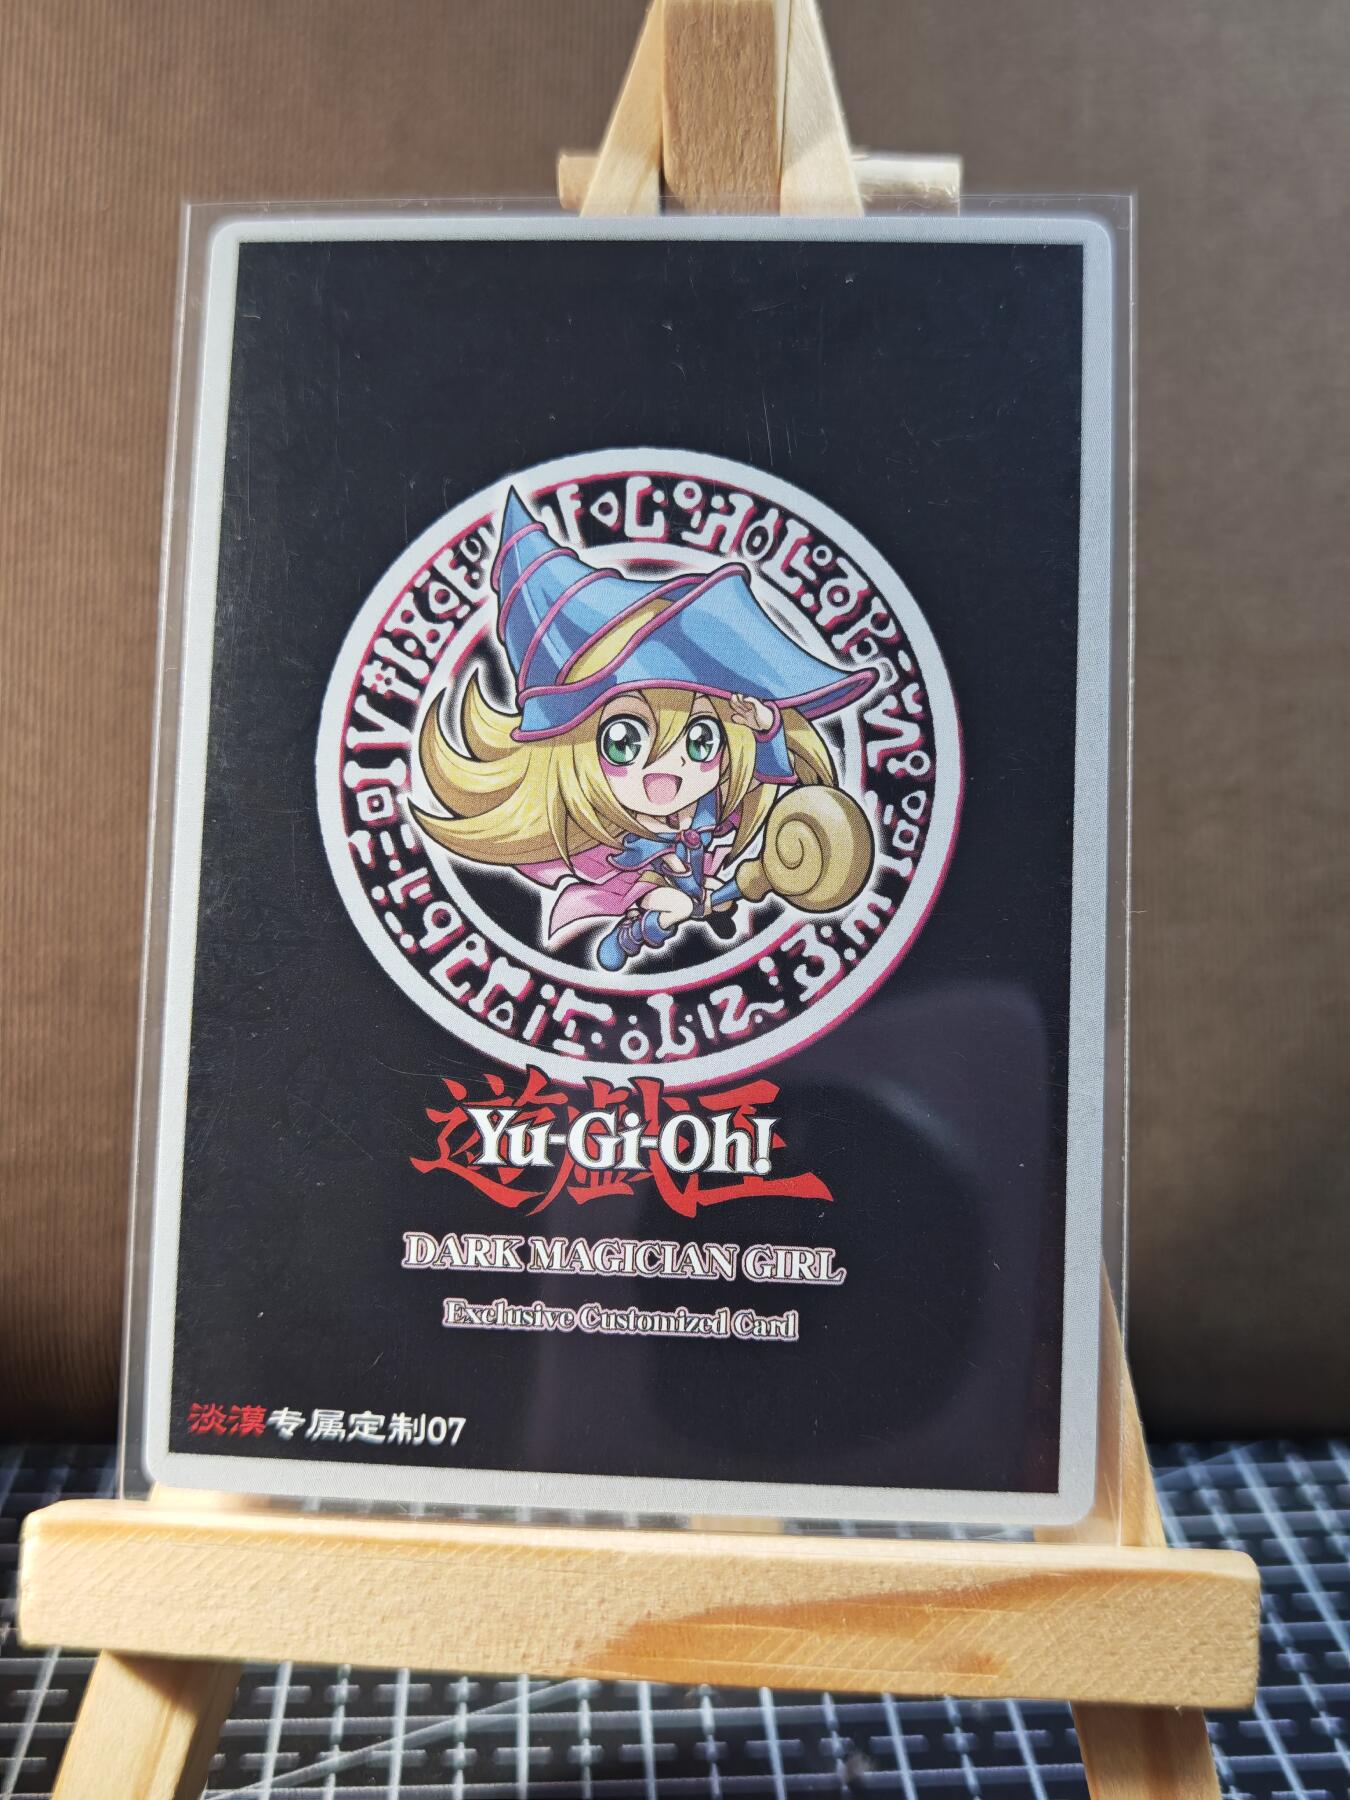 遊戯王
Yu-Gi-Oh!
DARK MAGICIAN GIRL
Exclusive Customized Card
淡漠专属定制07